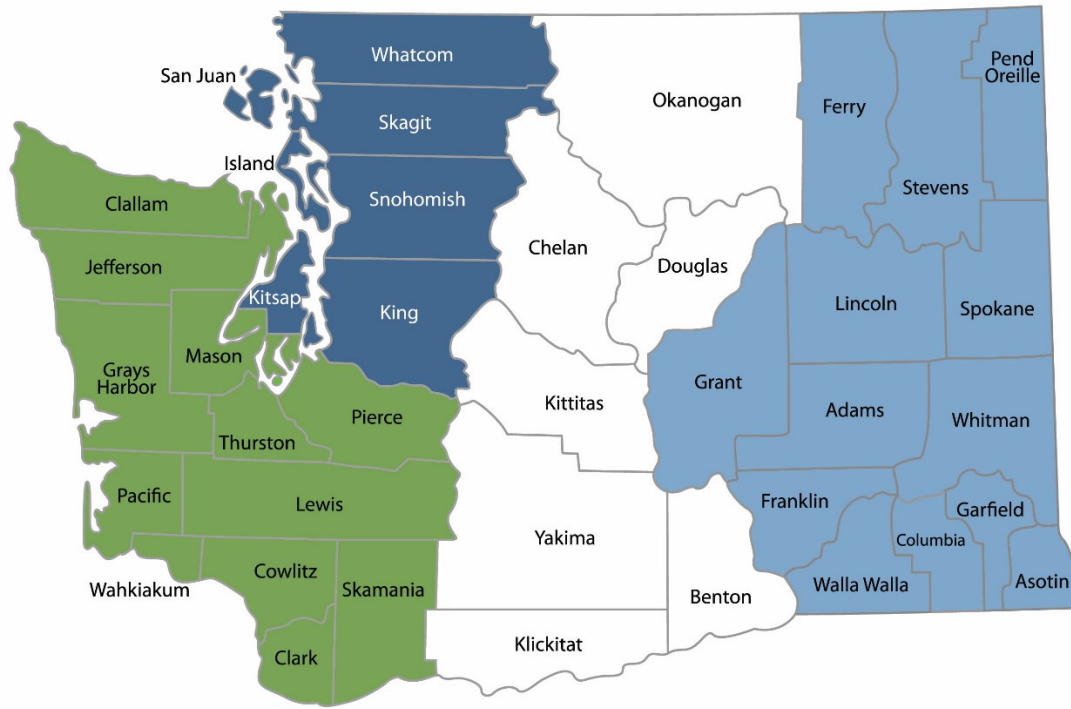 Whatcom
San Juan
Skagit
Island
Snohomish
Clallam
Jefferson
Kitsap
King
Mason
Grays
Harbor
Pierce
Thurston
Pacific
Lewis
Wahkiakum
Cowlitz
Skamania
Clark
Okanogan
Chelan
Douglas
Kittitas
Yakima
Benton
Klickitat
Ferry
Stevens
Pend
Oreille
Lincoln
Spokane
Grant
Adams
Whitman
Franklin
Garfield
Columbia
Walla Walla
Asotin